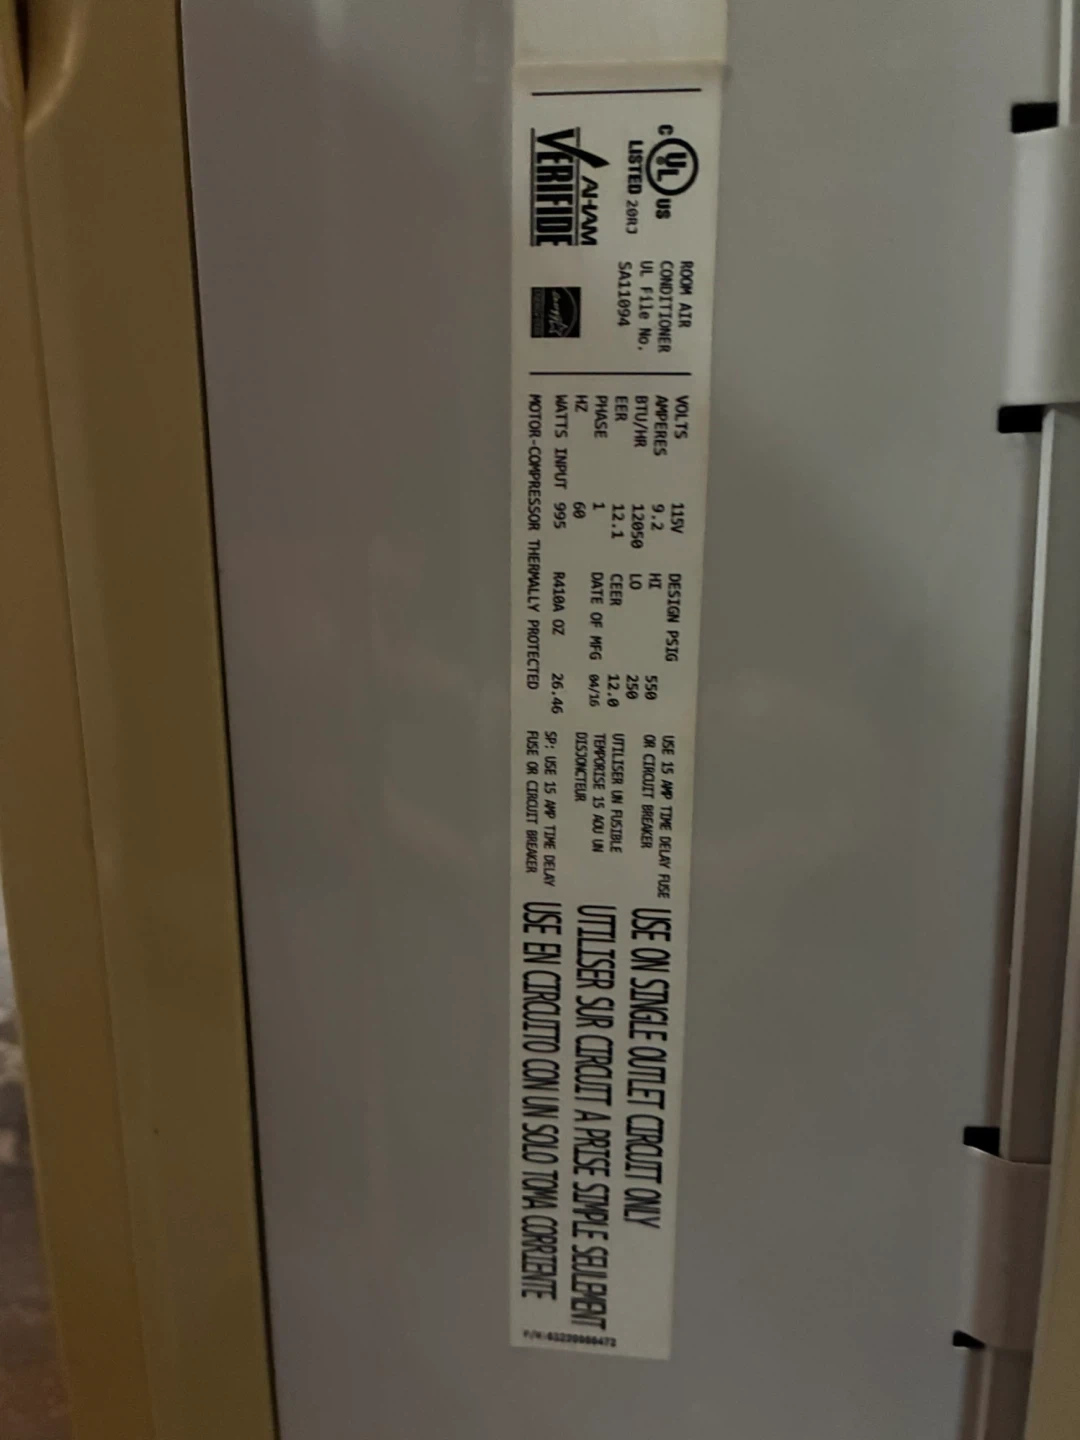 C UL US
LISTED 20RJ
AHAM
VERIFIDE
ROOM AIR
CONDITIONER
UL File No.
SA11094
VOLTS 115V
AMPERES 9.2
BTU/HR 12050
EER 12.1
PHASE 1
HZ 60
WATTS INPUT 995
DESIGN PSIG
HI 550
LO 250
CEER 12.0
DATE OF MFG 04/16
R410A OZ 26.46
MOTOR-COMPRESSOR THERMALLY PROTECTED
USE 15 AMP TIME DELAY FUSE
OR CIRCUIT BREAKER
UTILISER UN FUSIBLE
TEMPORISE 15 AOU UN
DISJONCTEUR
SP: USE 15 AMP TIME DELAY
FUSE OR CIRCUIT BREAKER
USE ON SINGLE OUTLET CIRCUIT ONLY
UTILISER SUR CIRCUIT A PRISE SIMPLE SEULEMENT
USE EN CIRCUITO CON UN SOLO TOMA CORRIENTE